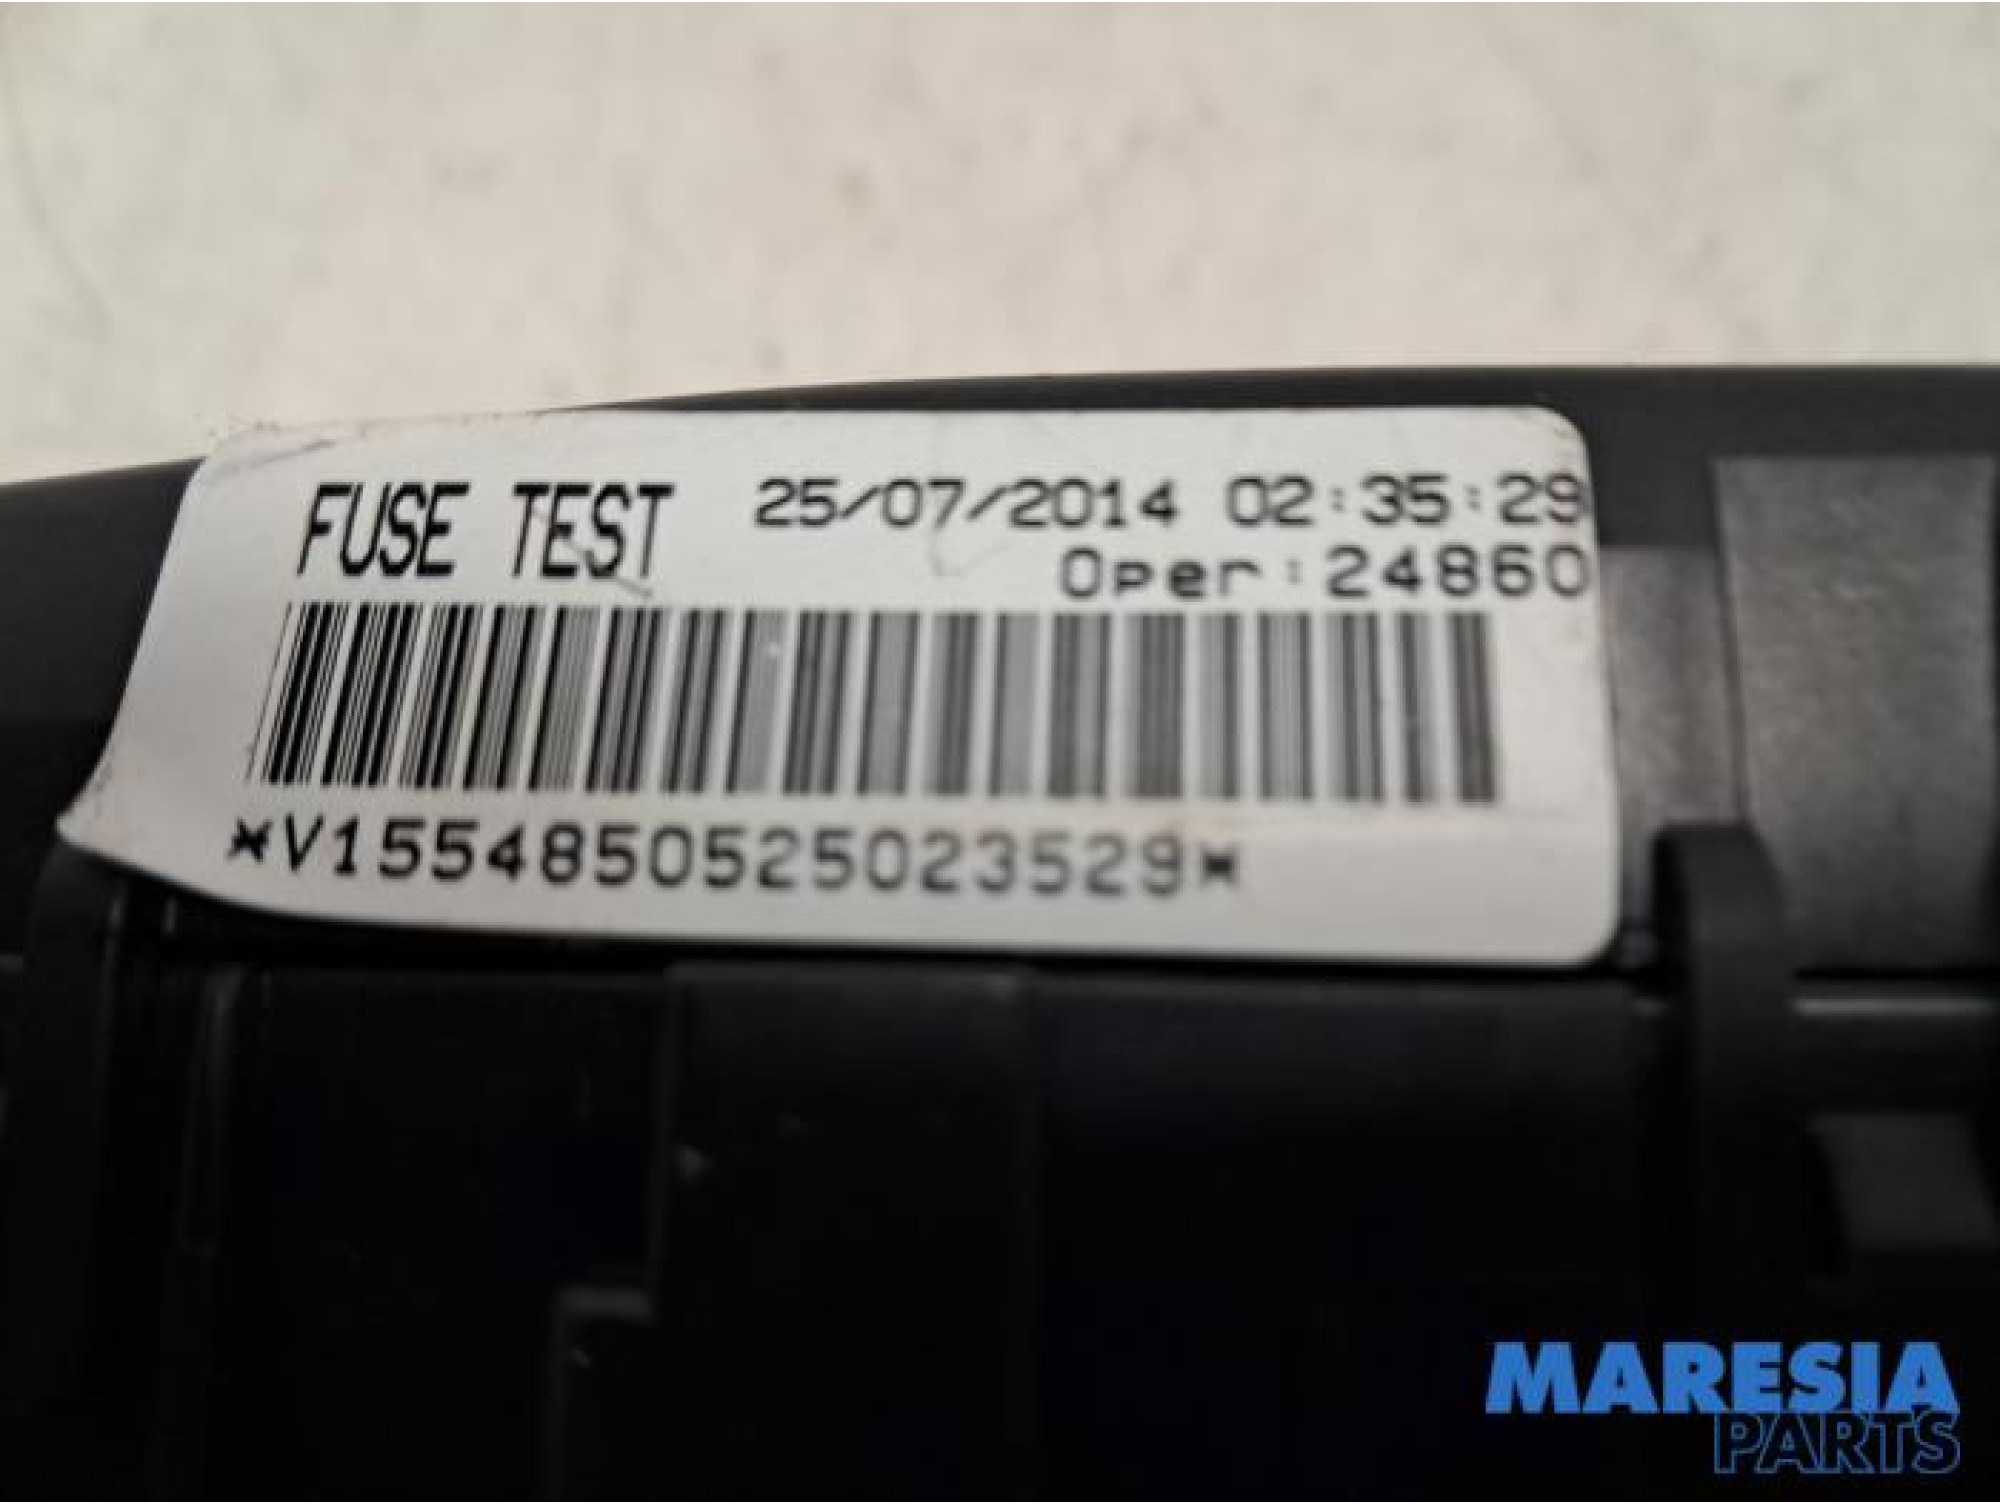 FUSE TEST 25/07/2014 02:35:29
Oper:24860
*V1554850525023529*
MARESIA
PARTS